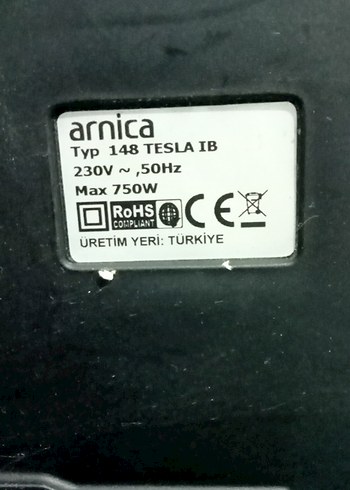 arnica
Typ 148 TESLA IB
230V ~ ,50Hz
Max 750W
RoHS
COMPLIANT
CE
ÜRETİM YERİ: TÜRKİYE